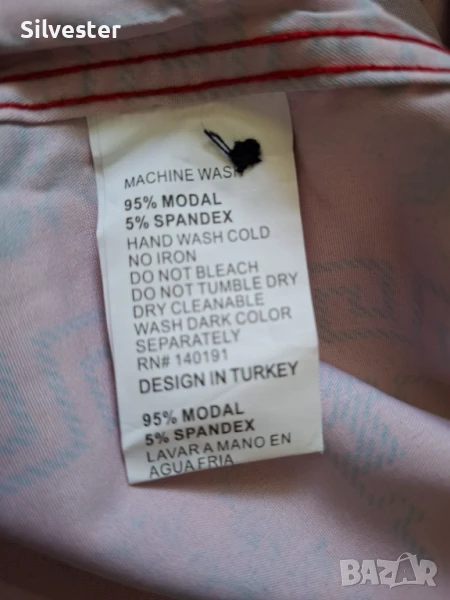 Silvester
MACHINE WASH
95% MODAL
5% SPANDEX
HAND WASH COLD
NO IRON
DO NOT BLEACH
DO NOT TUMBLE DRY
DRY CLEANABLE
WASH DARK COLOR
SEPARATELY
RN# 140191
DESIGN IN TURKEY
95% MODAL
5% SPANDEX
LAVAR A MANO EN
AGUA FRIA
BAZAR